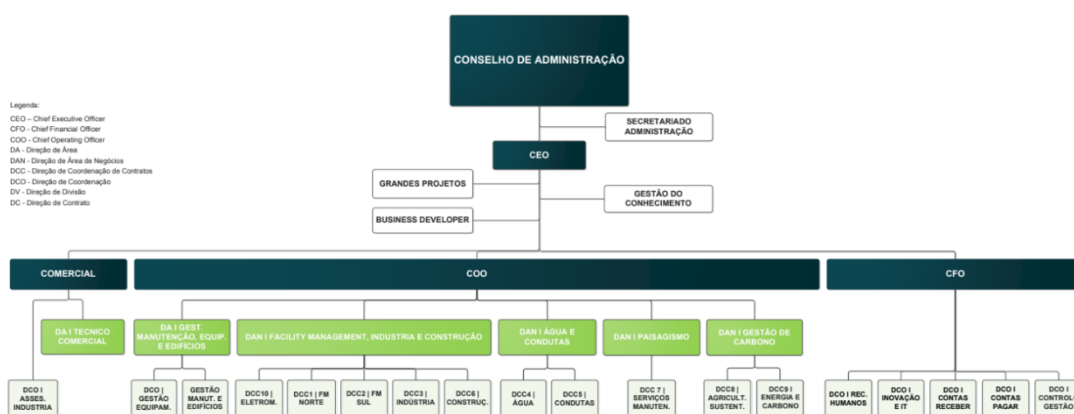 CONSELHO DE ADMINISTRAÇÃO
Legenda:
CEO – Chief Executive Officer
CFO - Chief Financial Officer
COO - Chief Operating Officer
DA - Direção de Área
DAN - Direção de Área de Negócios
DCC - Direção de Coordenação de Contratos
DCO - Direção de Coordenação
DV - Direção de Divisão
DC - Direção de Contrato
SECRETARIADO
ADMINISTRAÇÃO
CEO
GRANDES PROJETOS
GESTÃO DO
CONHECIMENTO
BUSINESS DEVELOPER
COMERCIAL
COO
CFO
DA I TECNICO
COMERCIAL
DA I GEST.
MANUTENÇÃO, EQUIP.
E EDIFÍCIOS
DAN I FACILITY MANAGEMENT, INDUSTRIA E CONSTRUÇÃO
DAN I ÁGUA E
CONDUTAS
DAN I PAISAGISMO
DAN I GESTÃO DE
CARBONO
DCO I
ASSES.
INDUSTRIA
DCO |
GESTÃO
EQUIPAM.
GESTÃO
MANUT. E
EDIFÍCIOS
DCC10 |
ELETROM.
DCC1 | FM
NORTE
DCC2 | FM
SUL
DCC3 |
INDÚSTRIA
DCC6 |
CONSTRUÇ.
DCC4 |
ÁGUA
DCC5 |
CONDUTAS
DCC 7 |
SERVIÇOS
MANUTEN.
DCC8 |
AGRICULT.
SUSTENT.
DCC9 I
ENERGIA E
CARBONO
DCO I REC.
HUMANOS
DCO I
INOVAÇÃO
E IT
DCO I
CONTAS
RECEBER
DCO I
CONTAS
PAGAR
DCO I
CONTROLO
GESTÃO